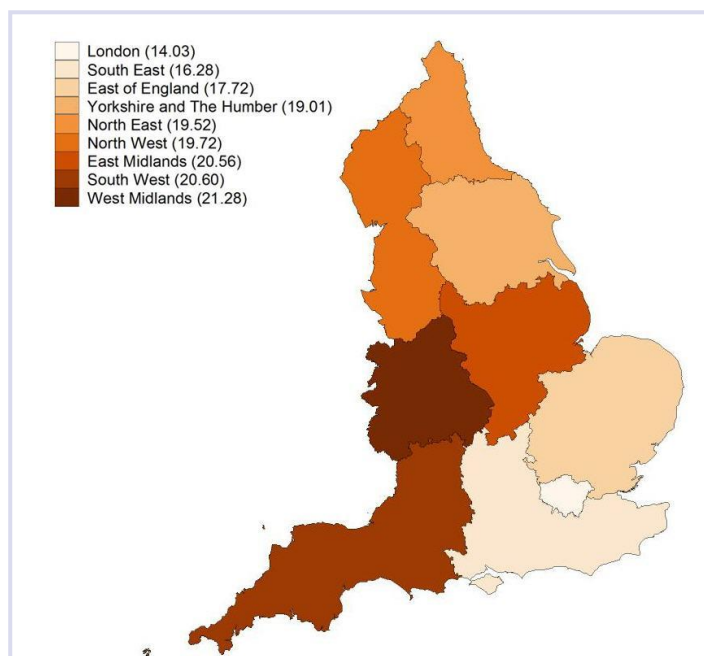 London (14.03)
South East (16.28)
East of England (17.72)
Yorkshire and The Humber (19.01)
North East (19.52)
North West (19.72)
East Midlands (20.56)
South West (20.60)
West Midlands (21.28)